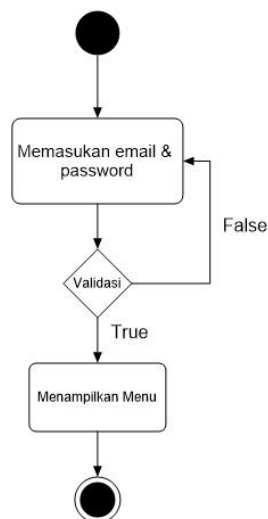 Memasukan email &
password
False
Validasi
True
Menampilkan Menu